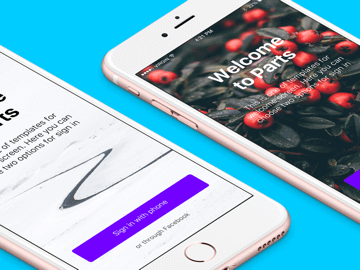 4:21 PM
Welcome
to Parts
This set of templates for
welcome screen. Here you can
choose two options for sign in
of templates for
screen. Here you can
two options for sign in
Sign in with phone
or through Facebook